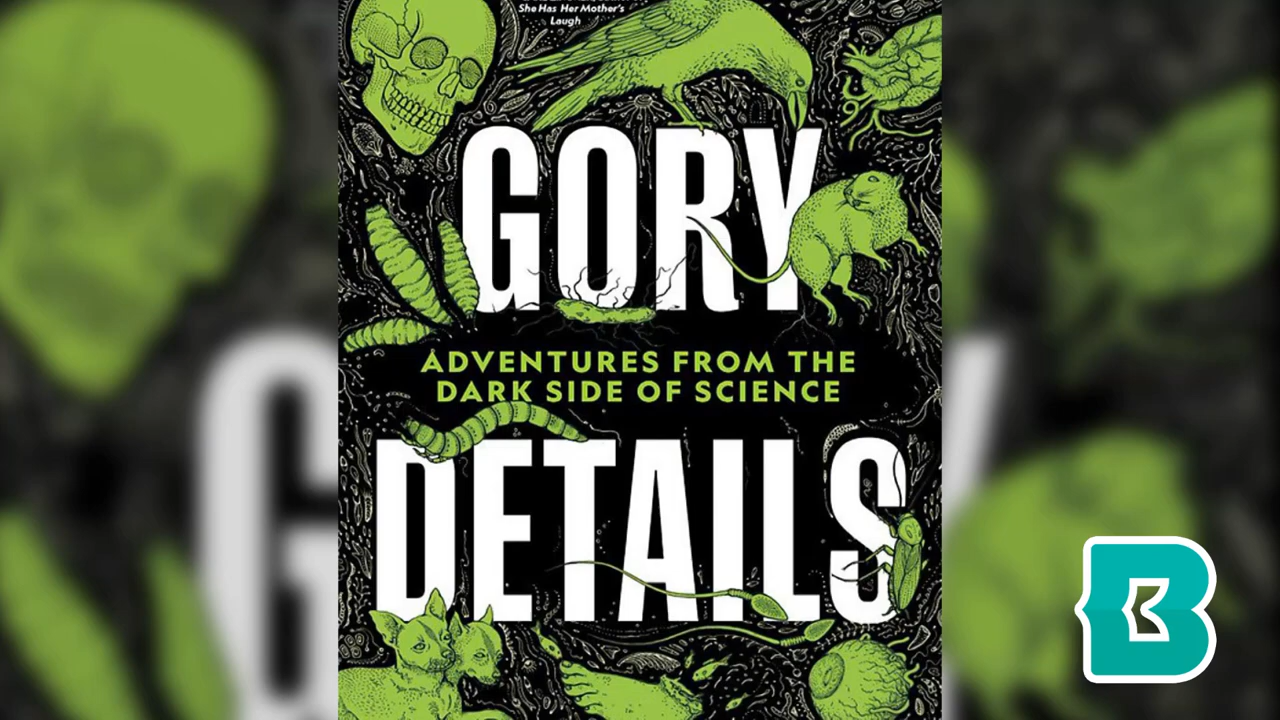 She Has Her Mother's
Laugh
GORY
ADVENTURES FROM THE
DARK SIDE OF SCIENCE
DETAILS
B